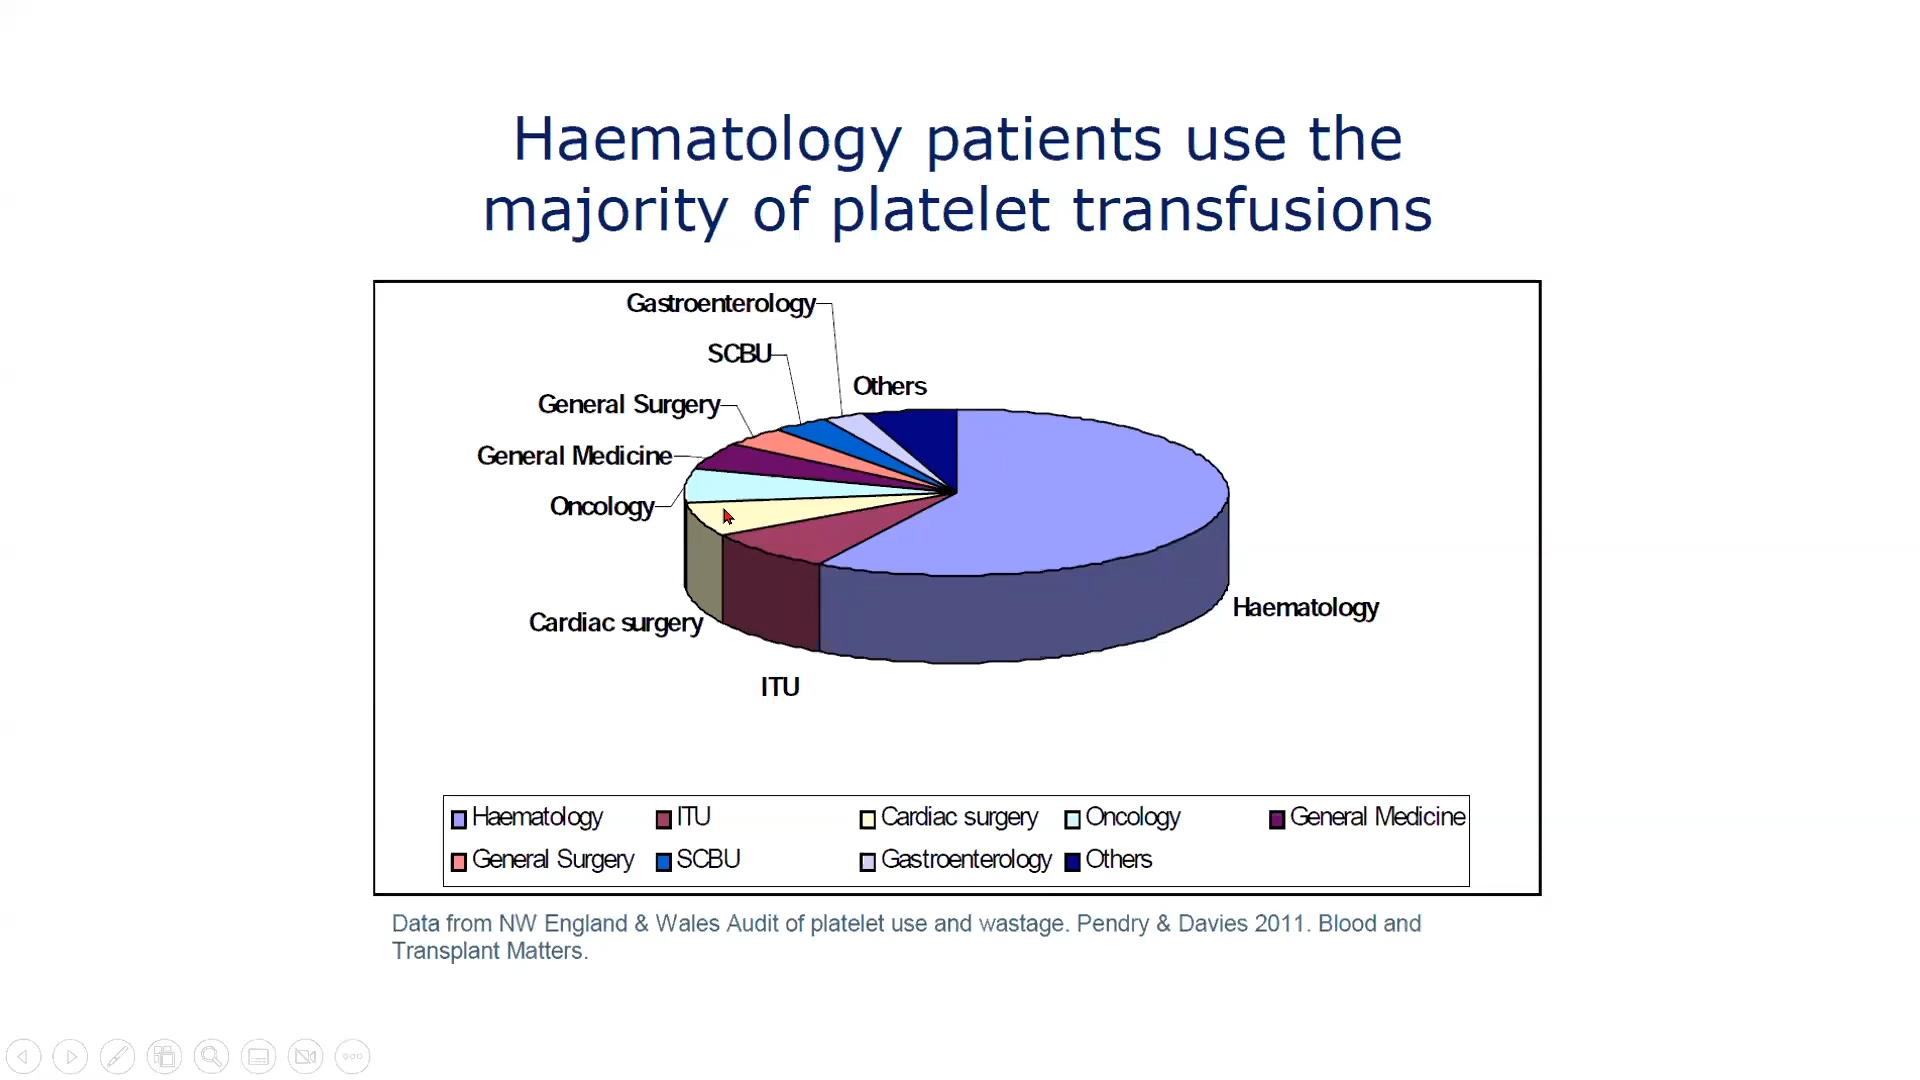 Haematology patients use the
majority of platelet transfusions
Gastroenterology
SCBU
Others
General Surgery
General Medicine
Oncology
Cardiac surgery
Haematology
ITU
Haematology ITU Cardiac surgery Oncology General Medicine
General Surgery SCBU Gastroenterology Others
Data from NW England & Wales Audit of platelet use and wastage. Pendry & Davies 2011. Blood and
Transplant Matters.